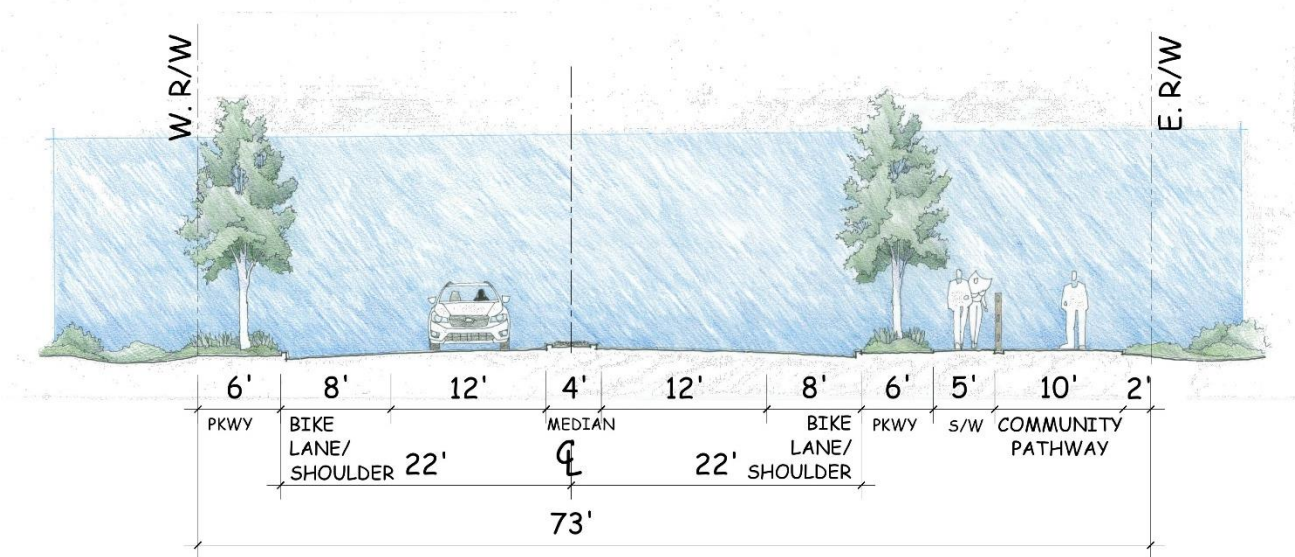 W. R/W
E. R/W
6' 8' 12' 4' 12' 8' 6' 5' 10' 2'
PKWY
BIKE
LANE/
SHOULDER
MEDIAN
BIKE
LANE/
SHOULDER
PKWY
S/W
COMMUNITY
PATHWAY
22'
CL
22'
73'